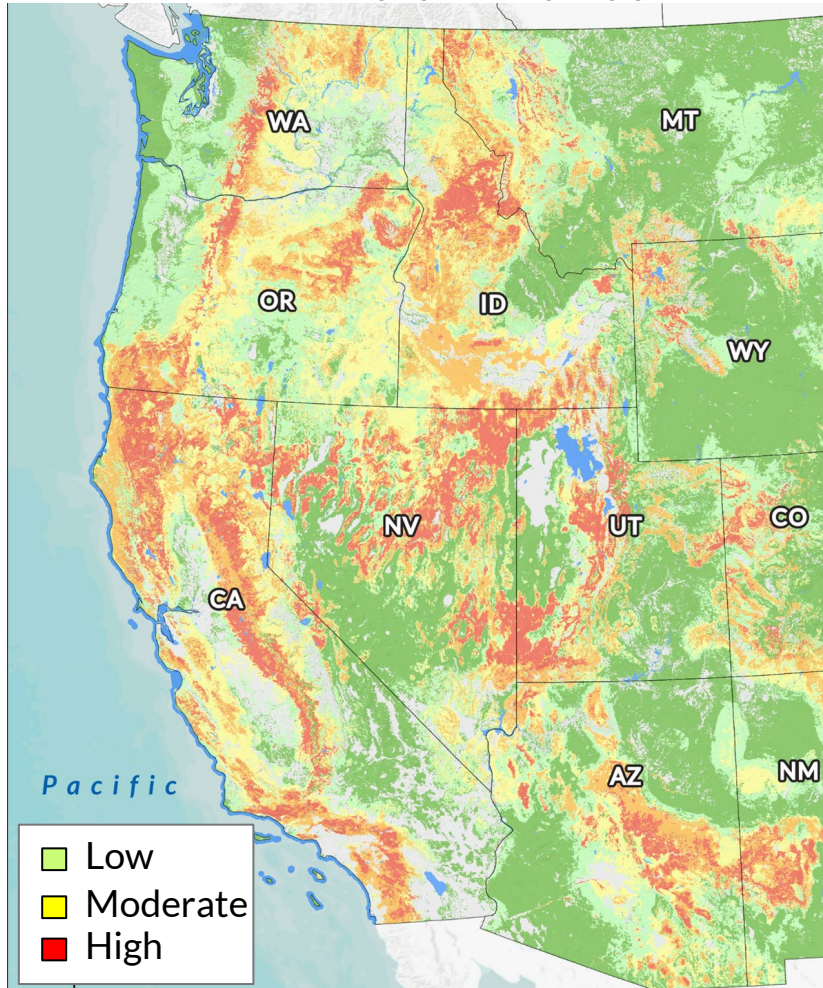 WA
MT
OR
ID
WY
NV
UT
CO
CA
Pacific
AZ
NM
Low
Moderate
High